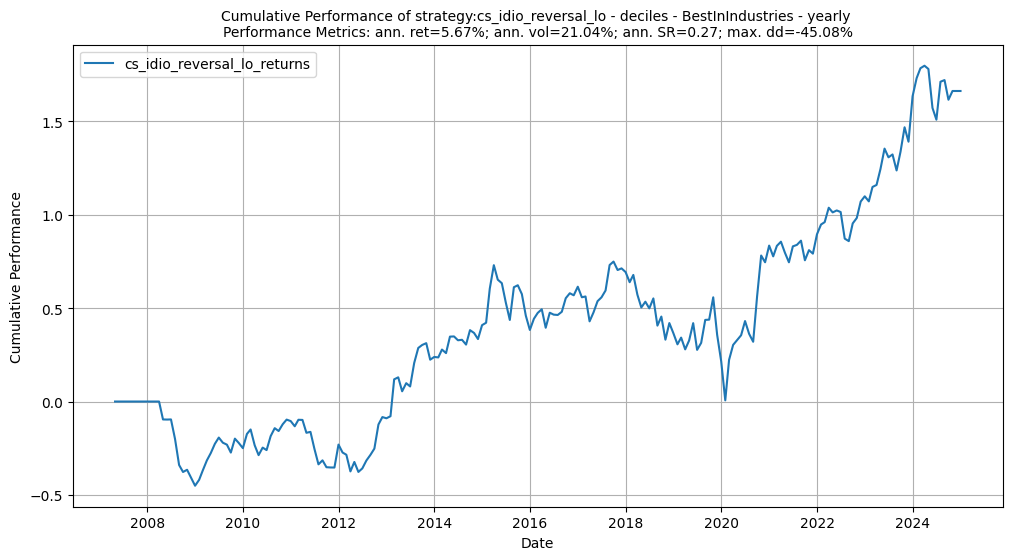 Cumulative Performance of strategy:cs_idio_reversal_lo - deciles - BestInIndustries - yearly
Performance Metrics: ann. ret=5.67%; ann. vol=21.04%; ann. SR=0.27; max. dd=-45.08%
cs_idio_reversal_lo_returns
Cumulative Performance
1.5
1.0
0.5
0.0
−0.5
2008 2010 2012 2014 2016 2018 2020 2022 2024
Date